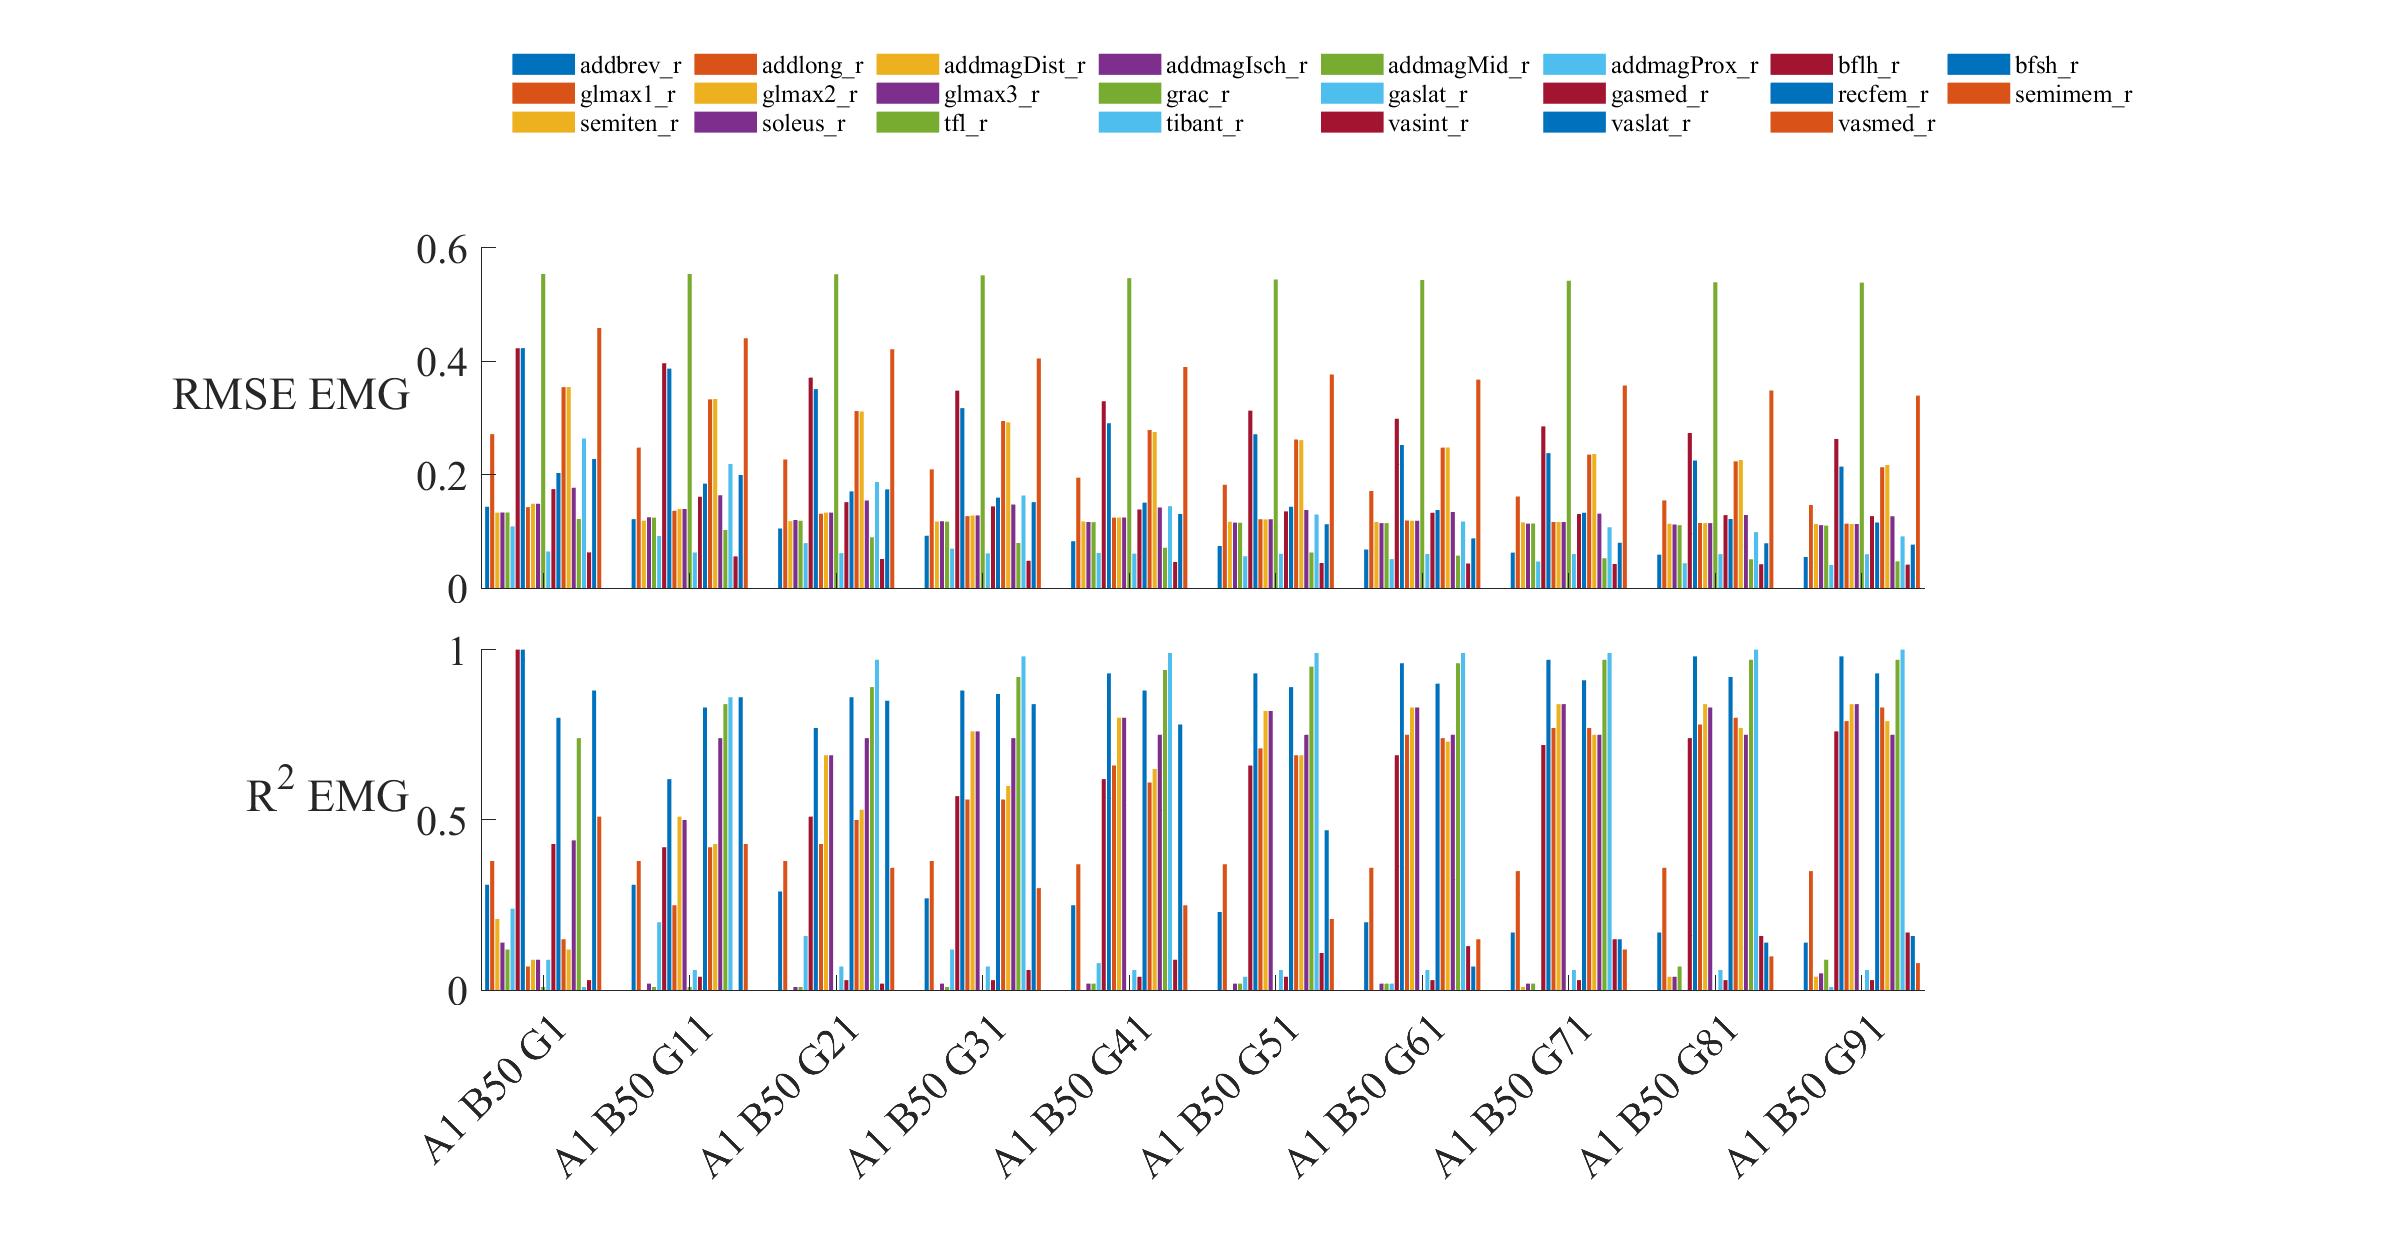 addbrev_r addlong_r addmagDist_r addmagIsch_r addmagMid_r addmagProx_r bflh_r bfsh_r
glmax1_r glmax2_r glmax3_r grac_r gaslat_r gasmed_r recfem_r semimem_r
semiten_r soleus_r tfl_r tibant_r vasint_r vaslat_r vasmed_r
0.6
0.4
RMSE EMG
0.2
0
1
R² EMG
0.5
0
A1 B50 G1
A1 B50 G11
A1 B50 G21
A1 B50 G31
A1 B50 G41
A1 B50 G51
A1 B50 G61
A1 B50 G71
A1 B50 G81
A1 B50 G91